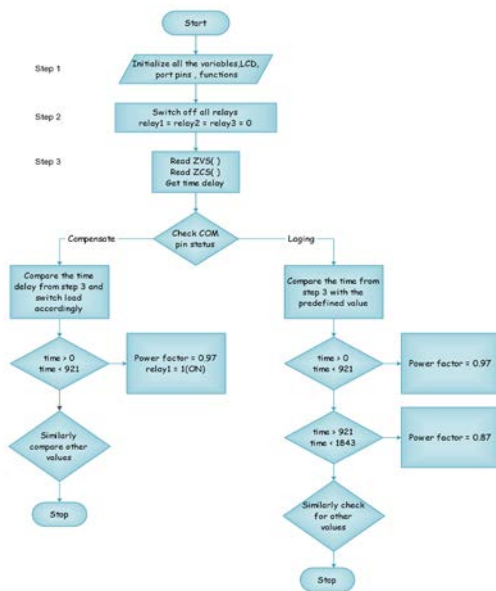 Start
Step 1
Initialize all the variables,LCD,
port pins , functions
Step 2
Switch off all relays
relay1 = relay2 = relay3 = 0
Step 3
Read ZVS( )
Read ZCS( )
Get time delay
Check COM
pin status
Compensate
Laging
Compare the time
delay from step 3 and
switch load
accordingly
Compare the time from
step 3 with the
predefined value
time > 0
time < 921
Power factor = 0.97
relay1 = 1(ON)
time > 0
time < 921
Power factor = 0.97
Similarly
compare other
values
time > 921
time < 1843
Power factor = 0.87
Stop
Similarly check
for other
values
Stop